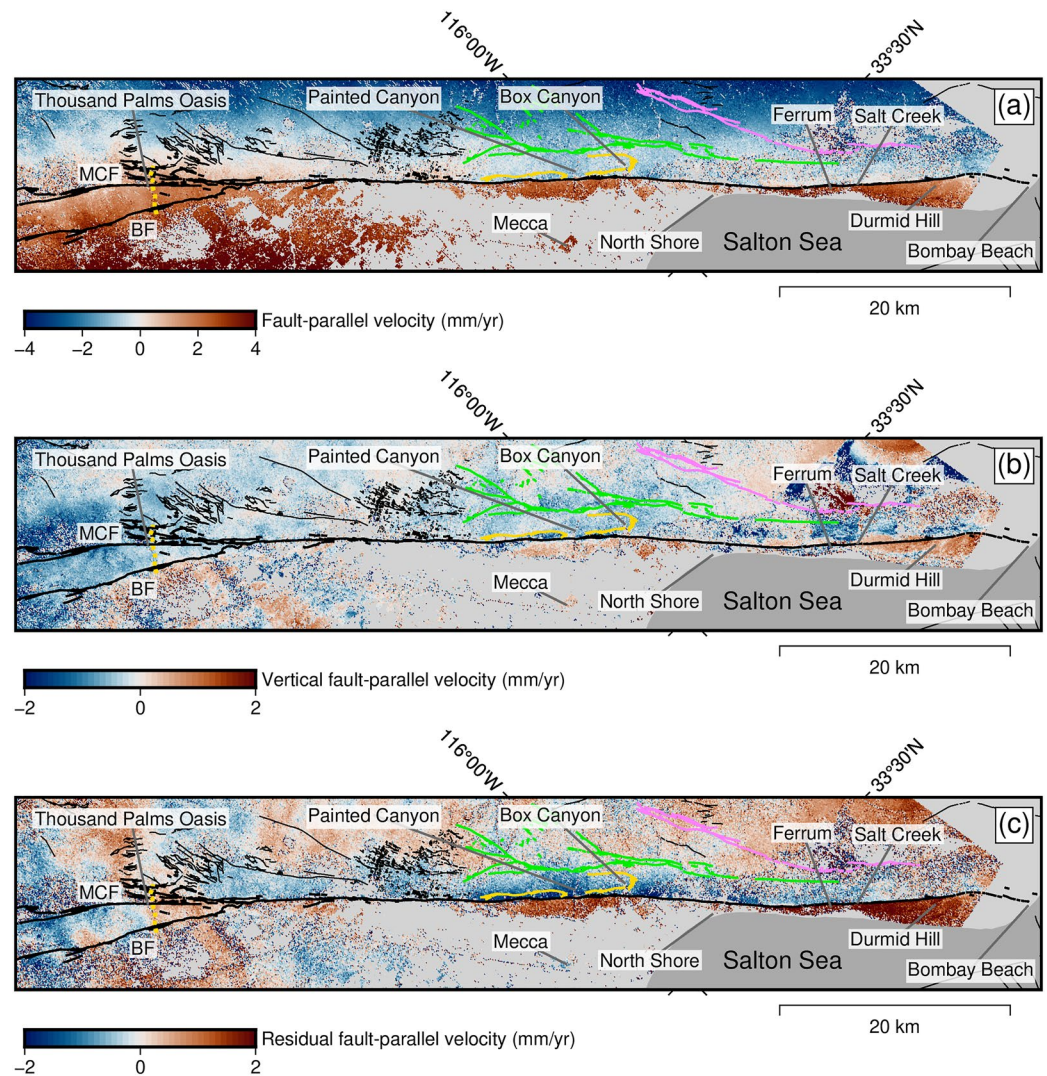 116°00'W
33°30'N
(a)
Thousand Palms Oasis
Painted Canyon
Box Canyon
Ferrum
Salt Creek
MCF
BF
Mecca
North Shore
Salton Sea
Durmid Hill
Bombay Beach
−4 −2 0 2 4
Fault-parallel velocity (mm/yr)
20 km
116°00'W
33°30'N
(b)
Thousand Palms Oasis
Painted Canyon
Box Canyon
Ferrum
Salt Creek
MCF
BF
Mecca
North Shore
Salton Sea
Durmid Hill
Bombay Beach
−2 0 2
Vertical fault-parallel velocity (mm/yr)
20 km
116°00'W
33°30'N
(c)
Thousand Palms Oasis
Painted Canyon
Box Canyon
Ferrum
Salt Creek
MCF
BF
Mecca
North Shore
Salton Sea
Durmid Hill
Bombay Beach
−2 0 2
Residual fault-parallel velocity (mm/yr)
20 km